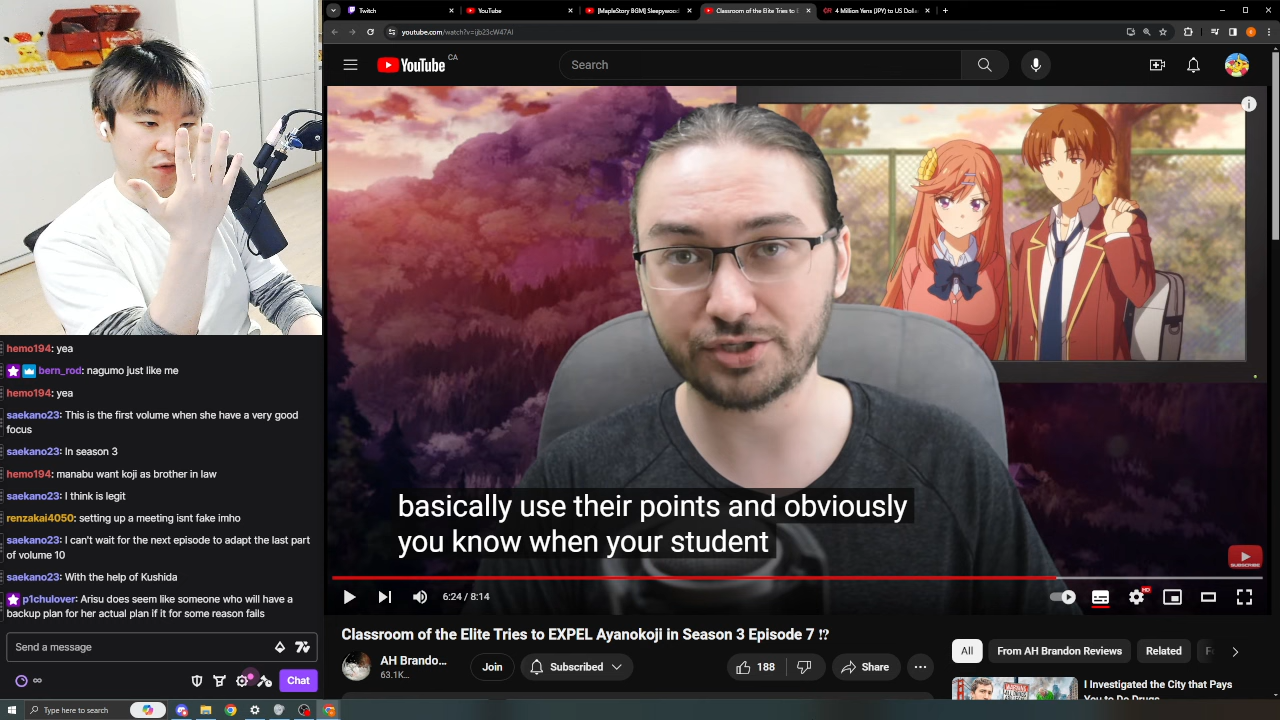 Twitch
YouTube
[MapleStory BGM] Sleepywood
Classroom of the Elite Tries to E
4 Million Yens (JPY) to US Dolla
youtube.com/watch?v=ijb23cW47AI
YouTube CA
Search
basically use their points and obviously
you know when your student
SUBSCRIBE
6:24 / 8:14
HD
Classroom of the Elite Tries to EXPEL Ayanokoji in Season 3 Episode 7 !?
AH Brando...
63.1K...
Join
Subscribed
188
Share
All
From AH Brandon Reviews
Related
I Investigated the City that Pays
You to Do Drugs
hemo194: yea
bern_rod: nagumo just like me
hemo194: yea
saekano23: This is the first volume when she have a very good
focus
saekano23: In season 3
hemo194: manabu want koji as brother in law
saekano23: I think is legit
renzakai4050: setting up a meeting isnt fake imho
saekano23: I can't wait for the next episode to adapt the last part
of volume 10
saekano23: With the help of Kushida
p1chulover: Arisu does seem like someone who will have a
backup plan for her actual plan if it for some reason fails
Send a message
Chat
Type here to search